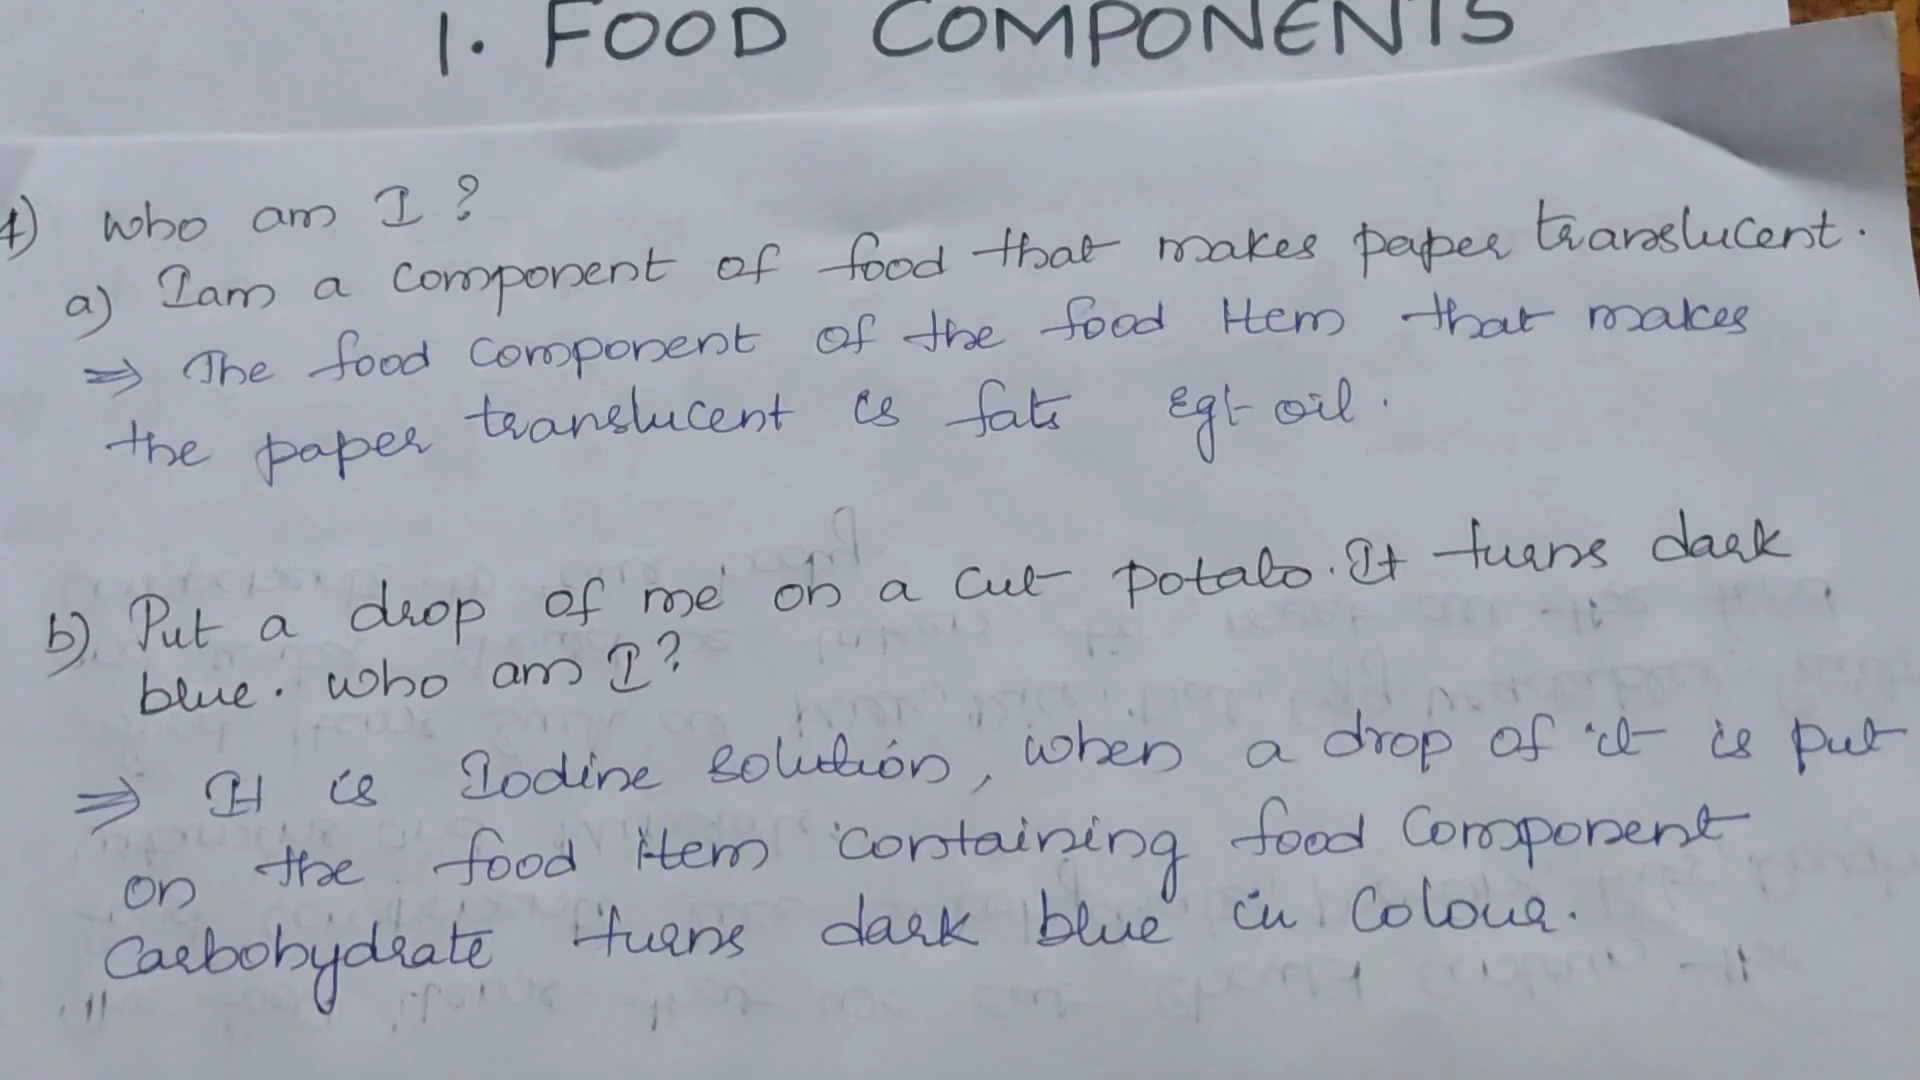 1. FOOD COMPONENTS
1) Who am I ?
a) I am a component of food that makes paper translucent.
⇒ The food component of the food item that makes
the paper translucent is fats Eg:- oil.
b) Put a drop of me on a cut potato. It turns dark
blue. Who am I?
⇒ It is Iodine solution, when a drop of it is put
on the food item containing food component
Carbohydrate turns dark blue in colour.